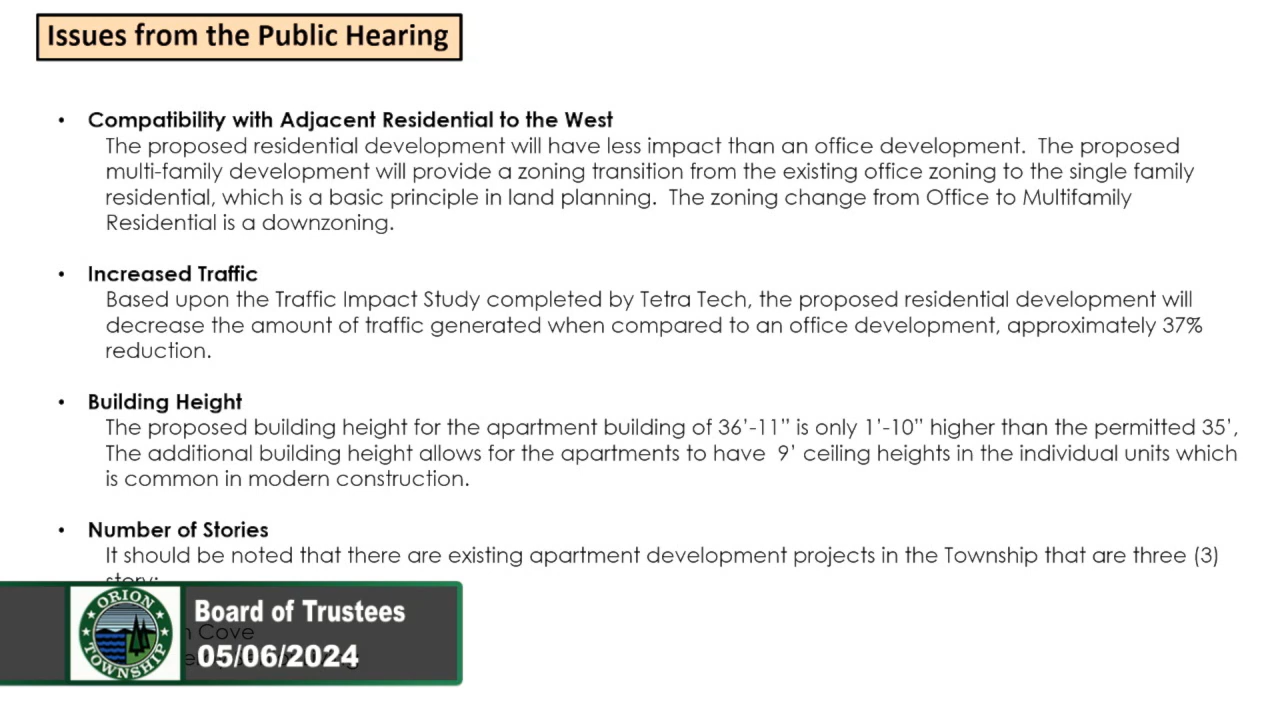 Issues from the Public Hearing
• Compatibility with Adjacent Residential to the West
The proposed residential development will have less impact than an office development. The proposed
multi-family development will provide a zoning transition from the existing office zoning to the single family
residential, which is a basic principle in land planning. The zoning change from Office to Multifamily
Residential is a downzoning.
• Increased Traffic
Based upon the Traffic Impact Study completed by Tetra Tech, the proposed residential development will
decrease the amount of traffic generated when compared to an office development, approximately 37%
reduction.
• Building Height
The proposed building height for the apartment building of 36’-11” is only 1’-10” higher than the permitted 35’,
The additional building height allows for the apartments to have 9’ ceiling heights in the individual units which
is common in modern construction.
• Number of Stories
It should be noted that there are existing apartment development projects in the Township that are three (3)
story:
Cove
ORION
TOWNSHIP
Board of Trustees
05/06/2024